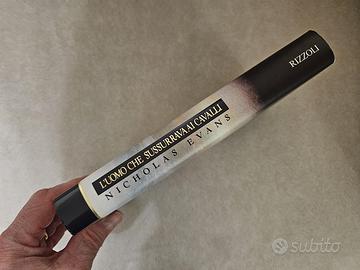 L'UOMO CHE SUSSURRAVA AI CAVALLI
NICHOLAS EVANS
RIZZOLI
subito